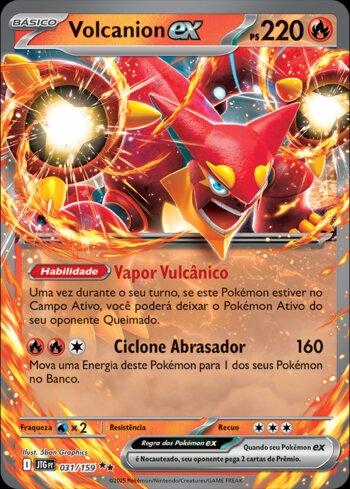 BÁSICO
Volcanion ex PS 220
Habilidade Vapor Vulcânico
Uma vez durante o seu turno, se este Pokémon estiver no
Campo Ativo, você poderá deixar o Pokémon Ativo do
seu oponente Queimado.
Ciclone Abrasador 160
Mova uma Energia deste Pokémon para 1 dos seus Pokémon
no Banco.
Fraqueza x2 Resistência Recuo
Regra dos Pokémon ex Quando seu Pokémon ex
é Nocauteado, seu oponente pega 2 cartas de Prêmio.
Ilust. 5ban Graphics
I JTG PT 031/159
©2025 Pokémon/Nintendo/Creatures/GAME FREAK